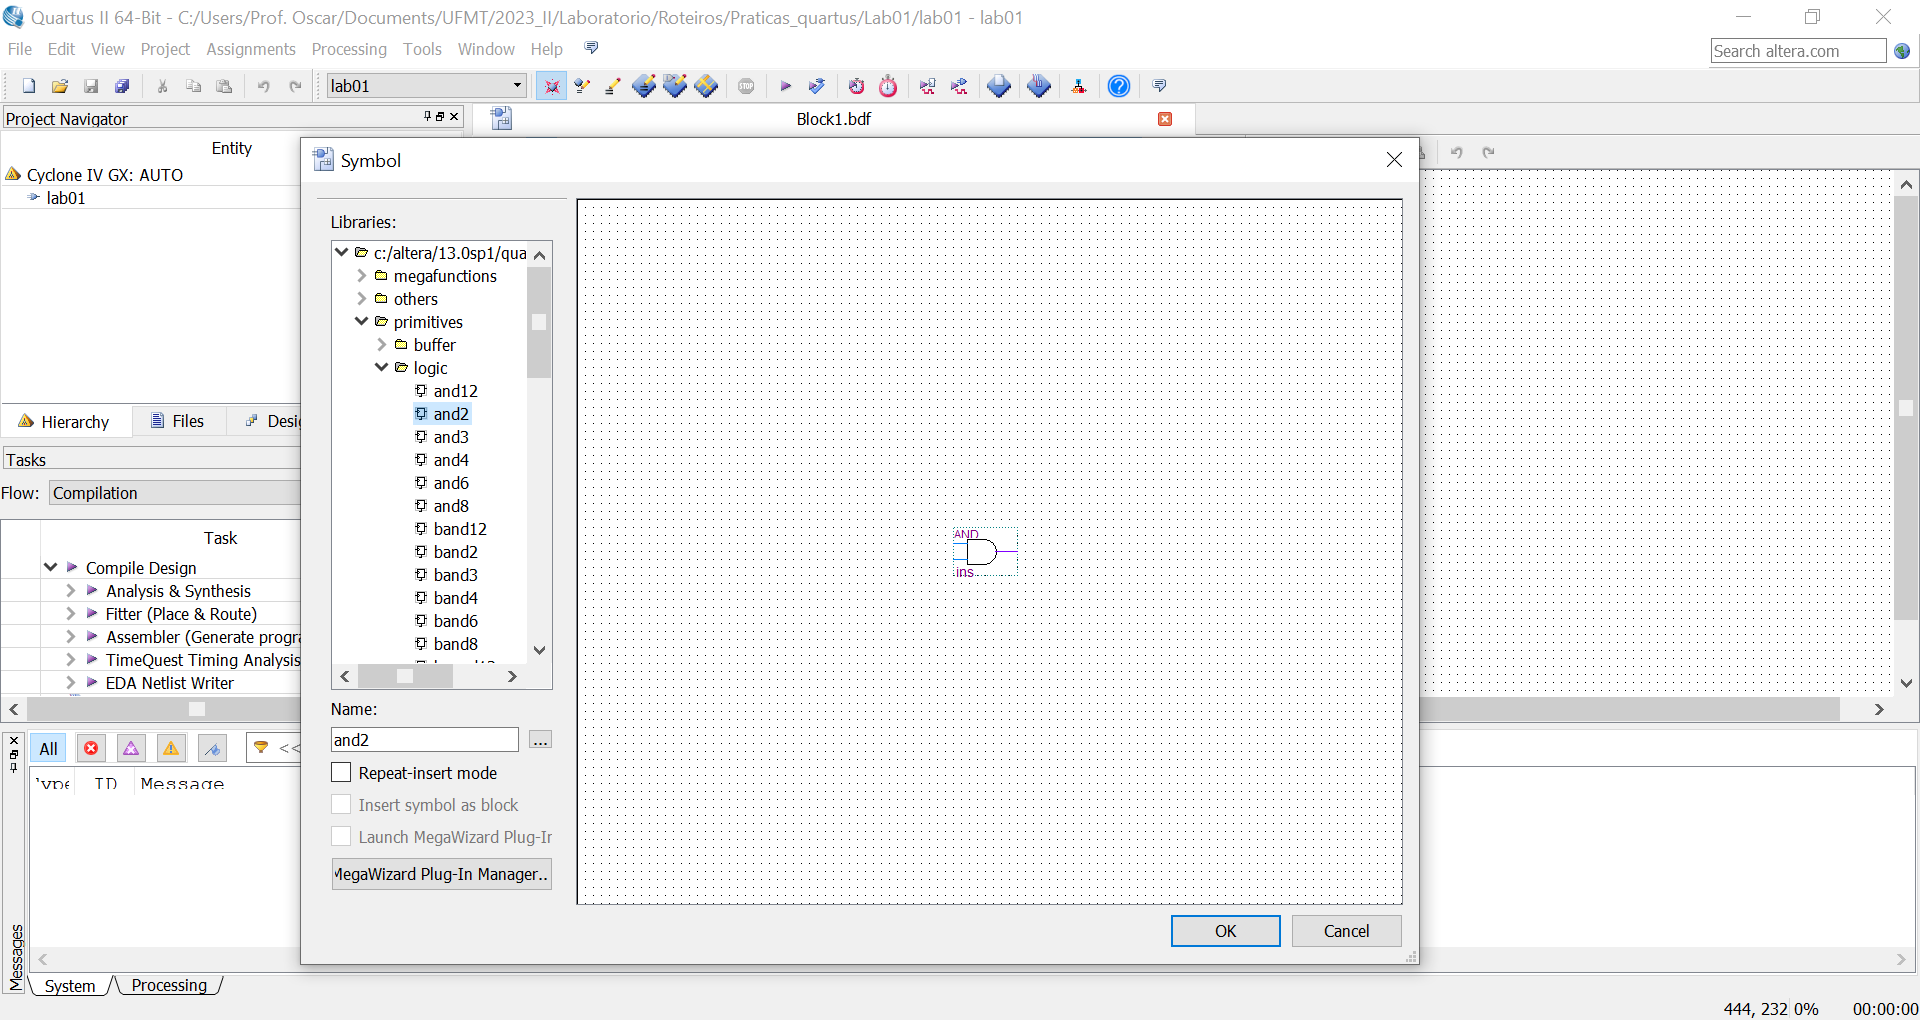 Quartus II 64-Bit - C:/Users/Prof. Oscar/Documents/UFMT/2023_II/Laboratorio/Roteiros/Praticas_quartus/Lab01/lab01 - lab01
File Edit View Project Assignments Processing Tools Window Help
Search altera.com
lab01
STOP
Project Navigator
Block1.bdf
Entity
Cyclone IV GX: AUTO
lab01
Hierarchy Files Desi
Tasks
Flow: Compilation
Task
Compile Design
Analysis & Synthesis
Fitter (Place & Route)
Assembler (Generate progra
TimeQuest Timing Analysis
EDA Netlist Writer
Symbol
Libraries:
c:/altera/13.0sp1/qua
megafunctions
others
primitives
buffer
logic
and12
and2
and3
and4
and6
and8
band12
band2
band3
band4
band6
band8
Name:
and2
...
Repeat-insert mode
Insert symbol as block
Launch MegaWizard Plug-In
MegaWizard Plug-In Manager..
AND
ins
OK
Cancel
All
<<
Type ID Message
Messages
System Processing
444, 232 0% 00:00:00